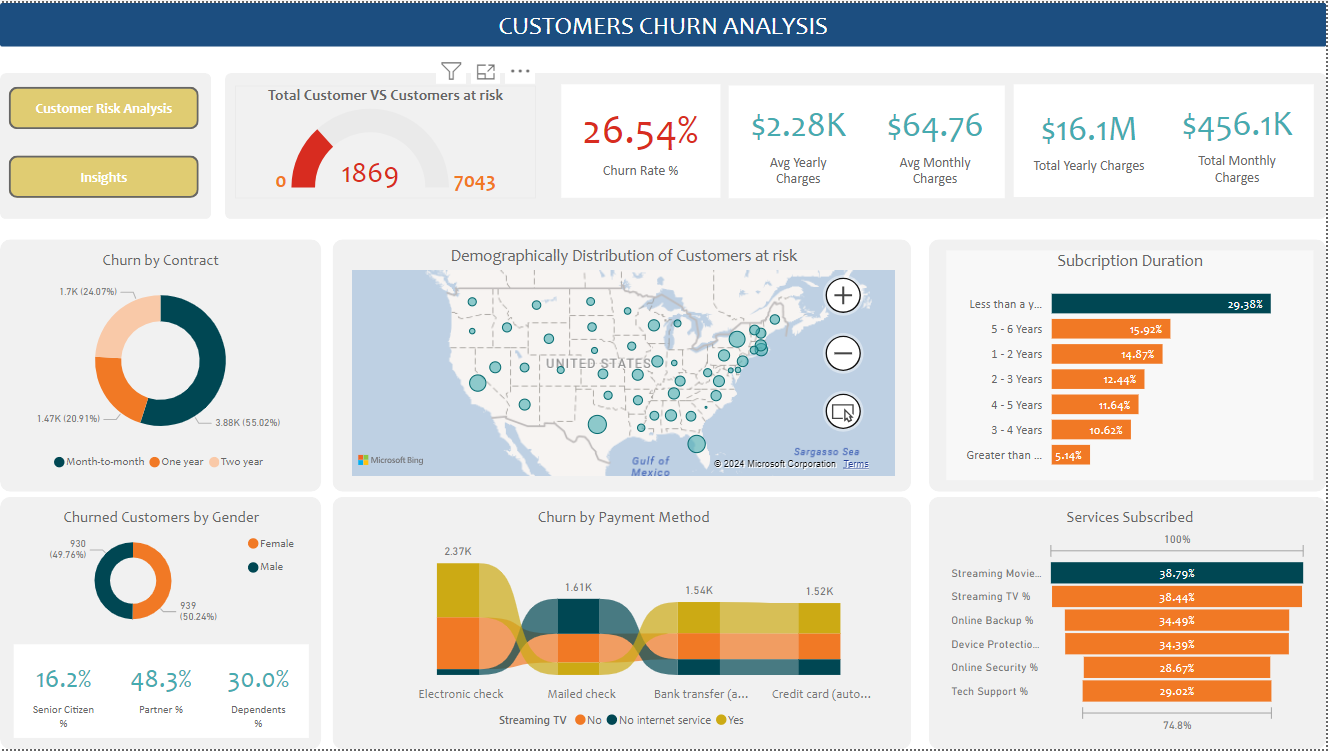 CUSTOMERS CHURN ANALYSIS
Customer Risk Analysis
Insights
Total Customer VS Customers at risk
0
1869
7043
26.54%
Churn Rate %
$2.28K
Avg Yearly
Charges
$64.76
Avg Monthly
Charges
$16.1M
Total Yearly Charges
$456.1K
Total Monthly
Charges
Churn by Contract
1.7K (24.07%)
1.47K (20.91%)
3.88K (55.02%)
Month-to-month
One year
Two year
Demographically Distribution of Customers at risk
UNITED STATES
Gulf of
Mexico
Sargasso Sea
Microsoft Bing
© 2024 Microsoft Corporation
Terms
Subcription Duration
Less than a y...
29.38%
5 - 6 Years
15.92%
1 - 2 Years
14.87%
2 - 3 Years
12.44%
4 - 5 Years
11.64%
3 - 4 Years
10.62%
Greater than ...
5.14%
Churned Customers by Gender
930
(49.76%)
939
(50.24%)
Female
Male
16.2%
Senior Citizen
%
48.3%
Partner %
30.0%
Dependents
%
Churn by Payment Method
2.37K
1.61K
1.54K
1.52K
Electronic check
Mailed check
Bank transfer (a...
Credit card (auto...
Streaming TV
No
No internet service
Yes
Services Subscribed
100%
Streaming Movie...
38.79%
Streaming TV %
38.44%
Online Backup %
34.49%
Device Protectio...
34.39%
Online Security %
28.67%
Tech Support %
29.02%
74.8%